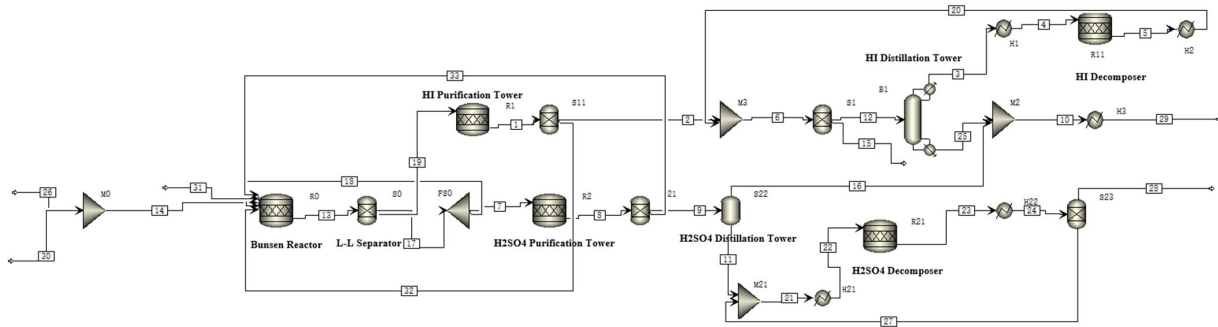 20
4
H1
R11
5
H2
HI Decomposer
HI Distillation Tower
3
B1
33
HI Purification Tower
R1
1
S11
2
M3
6
S1
12
15
M2
10
H3
29
25
19
26
M0
31
14
R0
13
S0
18
FS0
7
R2
8
21
9
S22
16
17
Bunsen Reactor
L-L Separator
H2SO4 Purification Tower
H2SO4 Distillation Tower
30
32
11
M21
21
H21
22
R21
H2SO4 Decomposer
23
H22
24
S23
28
27